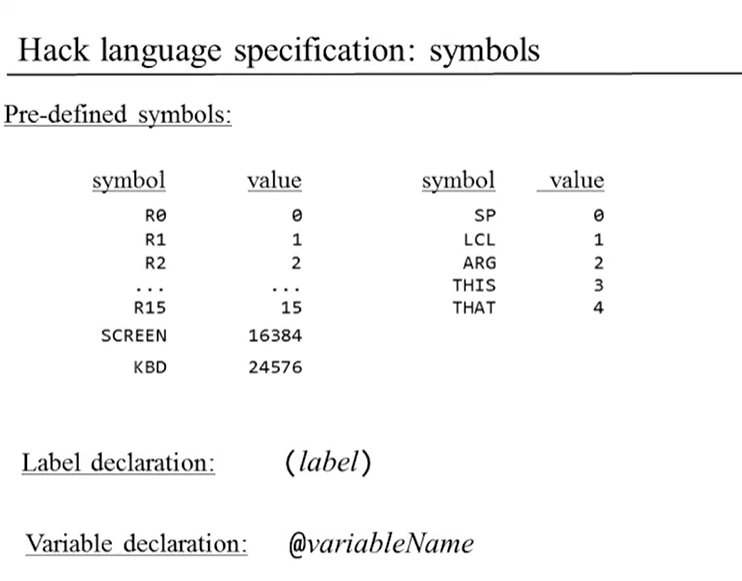 Hack language specification: symbols
Pre-defined symbols:
symbol value symbol value
R0 0 SP 0
R1 1 LCL 1
R2 2 ARG 2
... ... THIS 3
R15 15 THAT 4
SCREEN 16384
KBD 24576
Label declaration: (label)
Variable declaration: @variableName